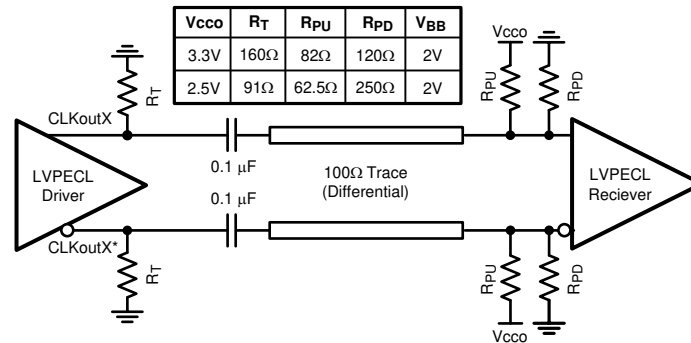 Vcco RT RPU RPD VBB
3.3V 160Ω 82Ω 120Ω 2V
2.5V 91Ω 62.5Ω 250Ω 2V
Vcco
RT
RPU
RPD
CLKoutX
0.1 μF
LVPECL
Driver
100Ω Trace
(Differential)
LVPECL
Reciever
0.1 μF
CLKoutX*
RT
RPU
RPD
Vcco